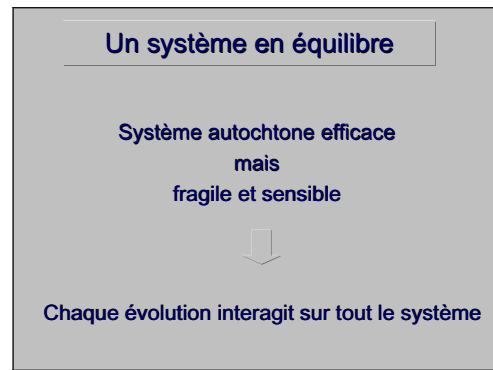 Un système en équilibre
Système autochtone efficace
mais
fragile et sensible
Chaque évolution interagit sur tout le système